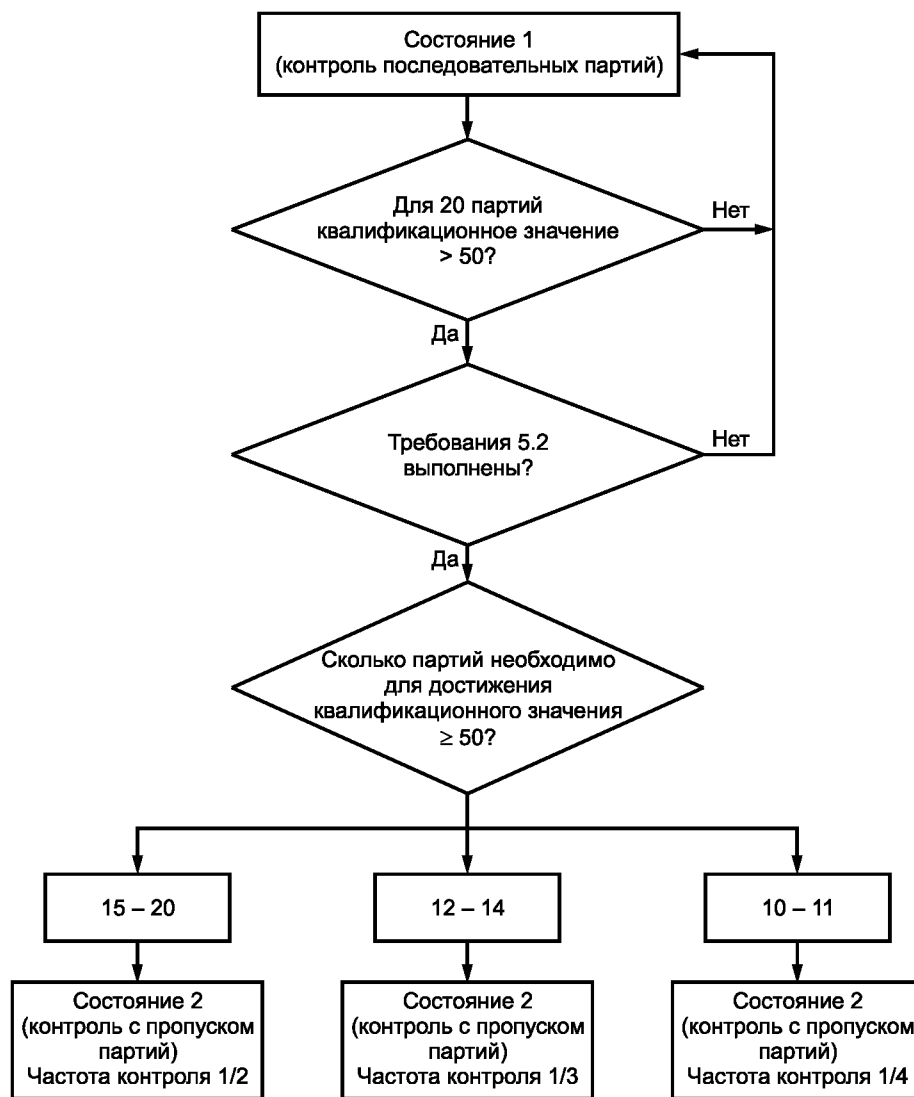 Состояние 1
(контроль последовательных партий)
Для 20 партий
квалификационное значение
> 50?
Нет
Да
Требования 5.2
выполнены?
Нет
Да
Сколько партий необходимо
для достижения
квалификационного значения
≥ 50?
15 – 20
12 – 14
10 – 11
Состояние 2
(контроль с пропуском
партий)
Частота контроля 1/2
Состояние 2
(контроль с пропуском
партий)
Частота контроля 1/3
Состояние 2
(контроль с пропуском
партий)
Частота контроля 1/4